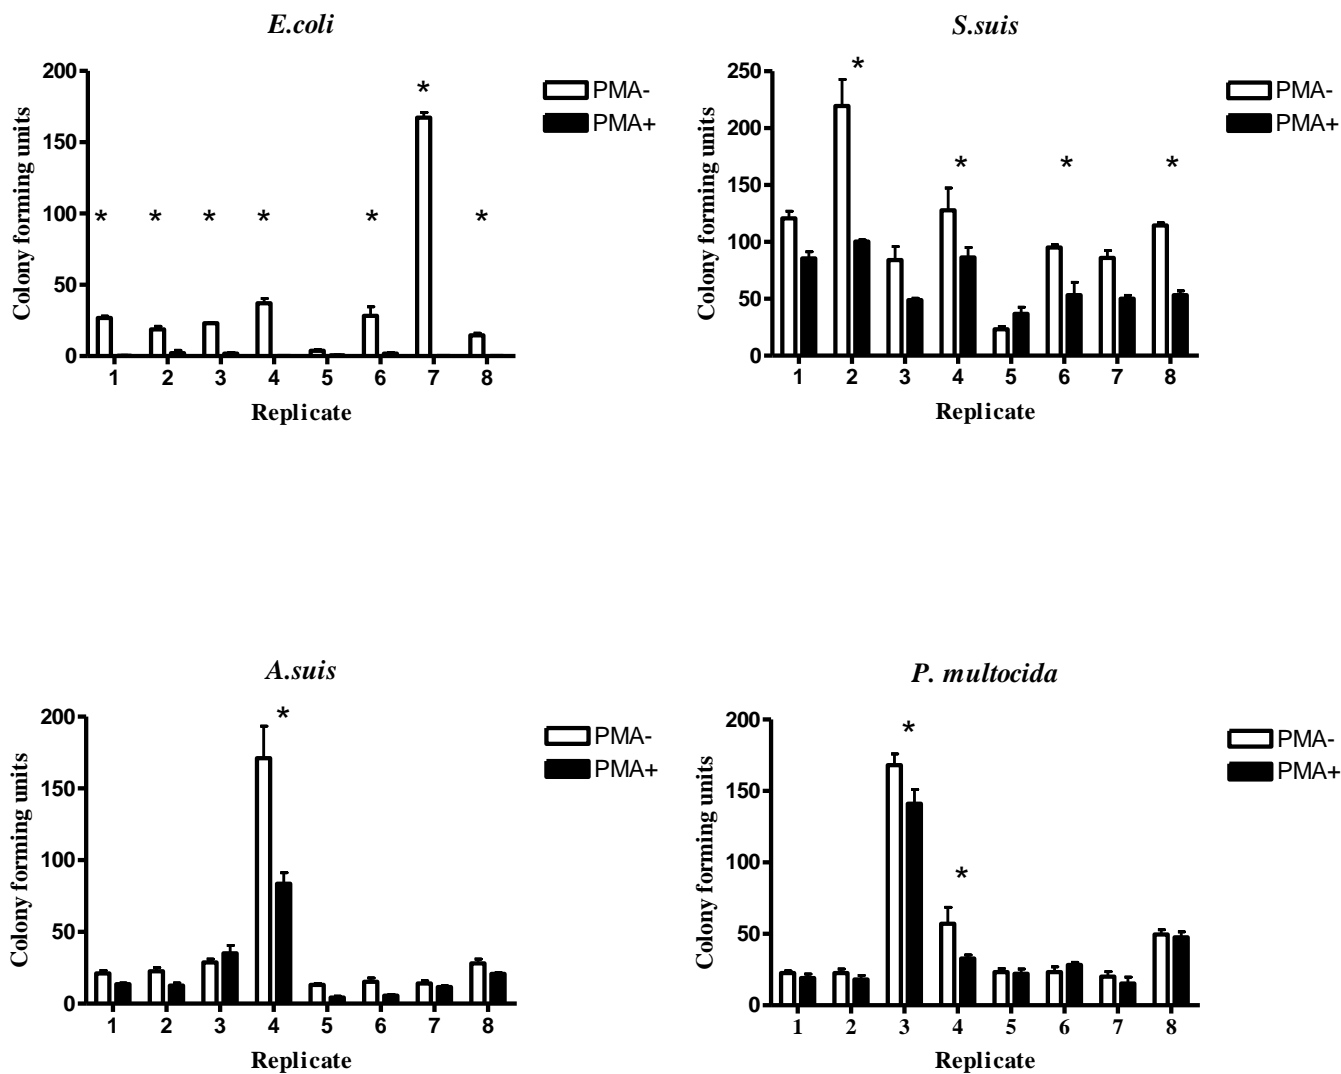 E.coli
200
150
100
50
0
Colony forming units
* * * * * * *
1 2 3 4 5 6 7 8
Replicate
PMA-
PMA+
S.suis
250
200
150
100
50
0
Colony forming units
* * * *
1 2 3 4 5 6 7 8
Replicate
PMA-
PMA+
A.suis
200
150
100
50
0
Colony forming units
*
1 2 3 4 5 6 7 8
Replicate
PMA-
PMA+
P. multocida
200
150
100
50
0
Colony forming units
* *
1 2 3 4 5 6 7 8
Replicate
PMA-
PMA+